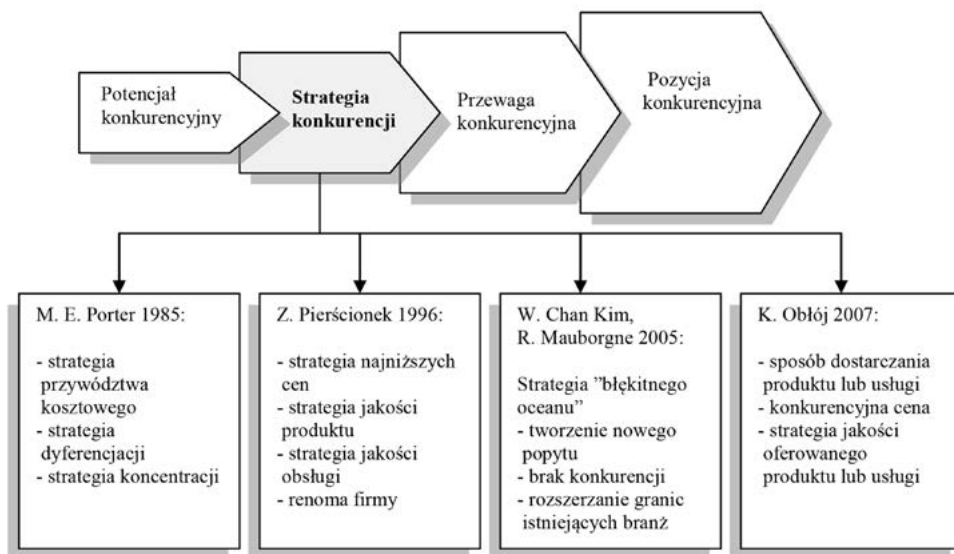 Potencjał
konkurencyjny
Strategia
konkurencji
Przewaga
konkurencyjna
Pozycja
konkurencyjna
M. E. Porter 1985:
- strategia
przywództwa
kosztowego
- strategia
dyferencjacji
- strategia koncentracji
Z. Pierścionek 1996:
- strategia najniższych
cen
- strategia jakości
produktu
- strategia jakości
obsługi
- renoma firmy
W. Chan Kim,
R. Mauborgne 2005:
Strategia ”błękitnego
oceanu”
- tworzenie nowego
popytu
- brak konkurencji
- rozszerzanie granic
istniejących branż
K. Obłój 2007:
- sposób dostarczania
produktu lub usługi
- konkurencyjna cena
- strategia jakości
oferowanego
produktu lub usługi